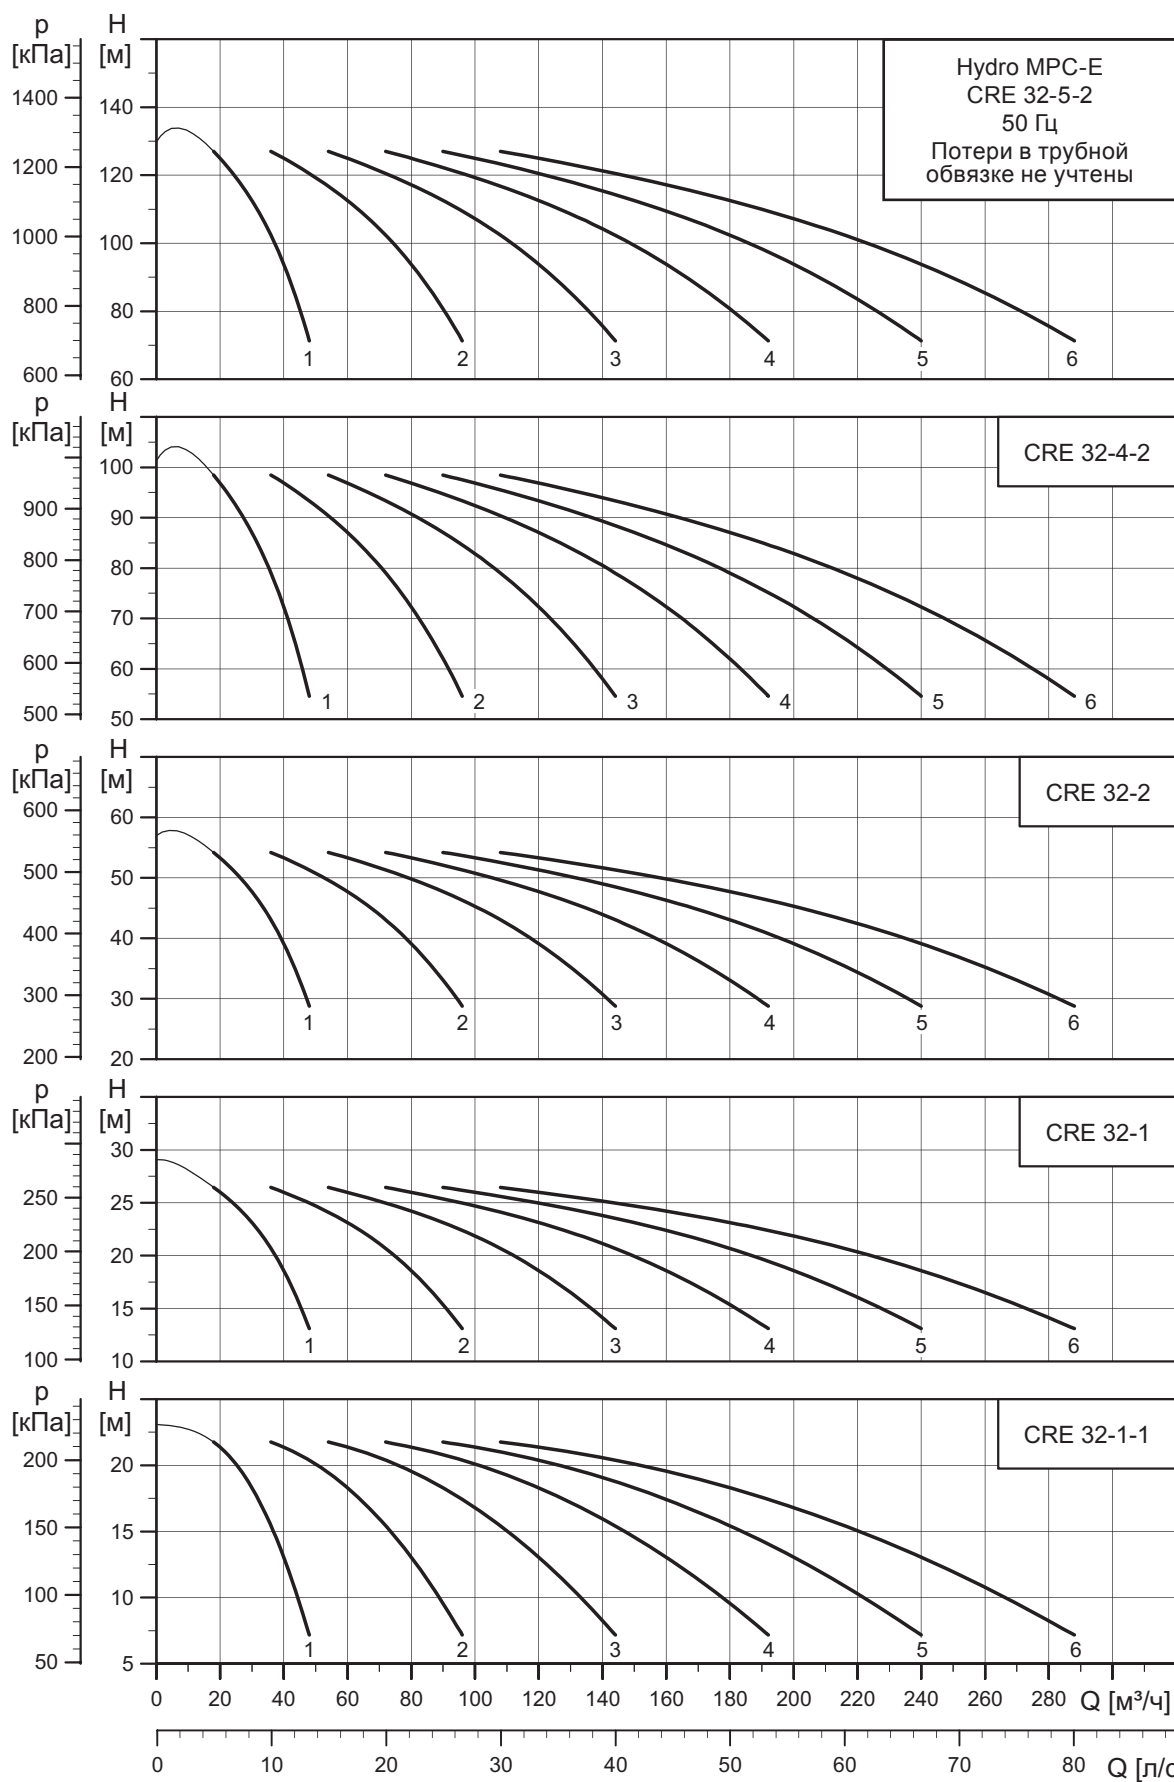 p
[кПа]
H
[м]
1400
1200
1000
800
600
140
120
100
80
60
Hydro MPC-E
CRE 32-5-2
50 Гц
Потери в трубной
обвязке не учтены
1
2
3
4
5
6
p
[кПа]
H
[м]
900
800
700
600
500
100
90
80
70
60
50
CRE 32-4-2
1
2
3
4
5
6
p
[кПа]
H
[м]
600
500
400
300
200
60
50
40
30
20
CRE 32-2
1
2
3
4
5
6
p
[кПа]
H
[м]
250
200
150
100
30
25
20
15
10
CRE 32-1
1
2
3
4
5
6
p
[кПа]
H
[м]
200
150
100
50
20
15
10
5
CRE 32-1-1
1
2
3
4
5
6
0 20 40 60 80 100 120 140 160 180 200 220 240 260 280 Q [м³/ч]
0 10 20 30 40 50 60 70 80 Q [л/с